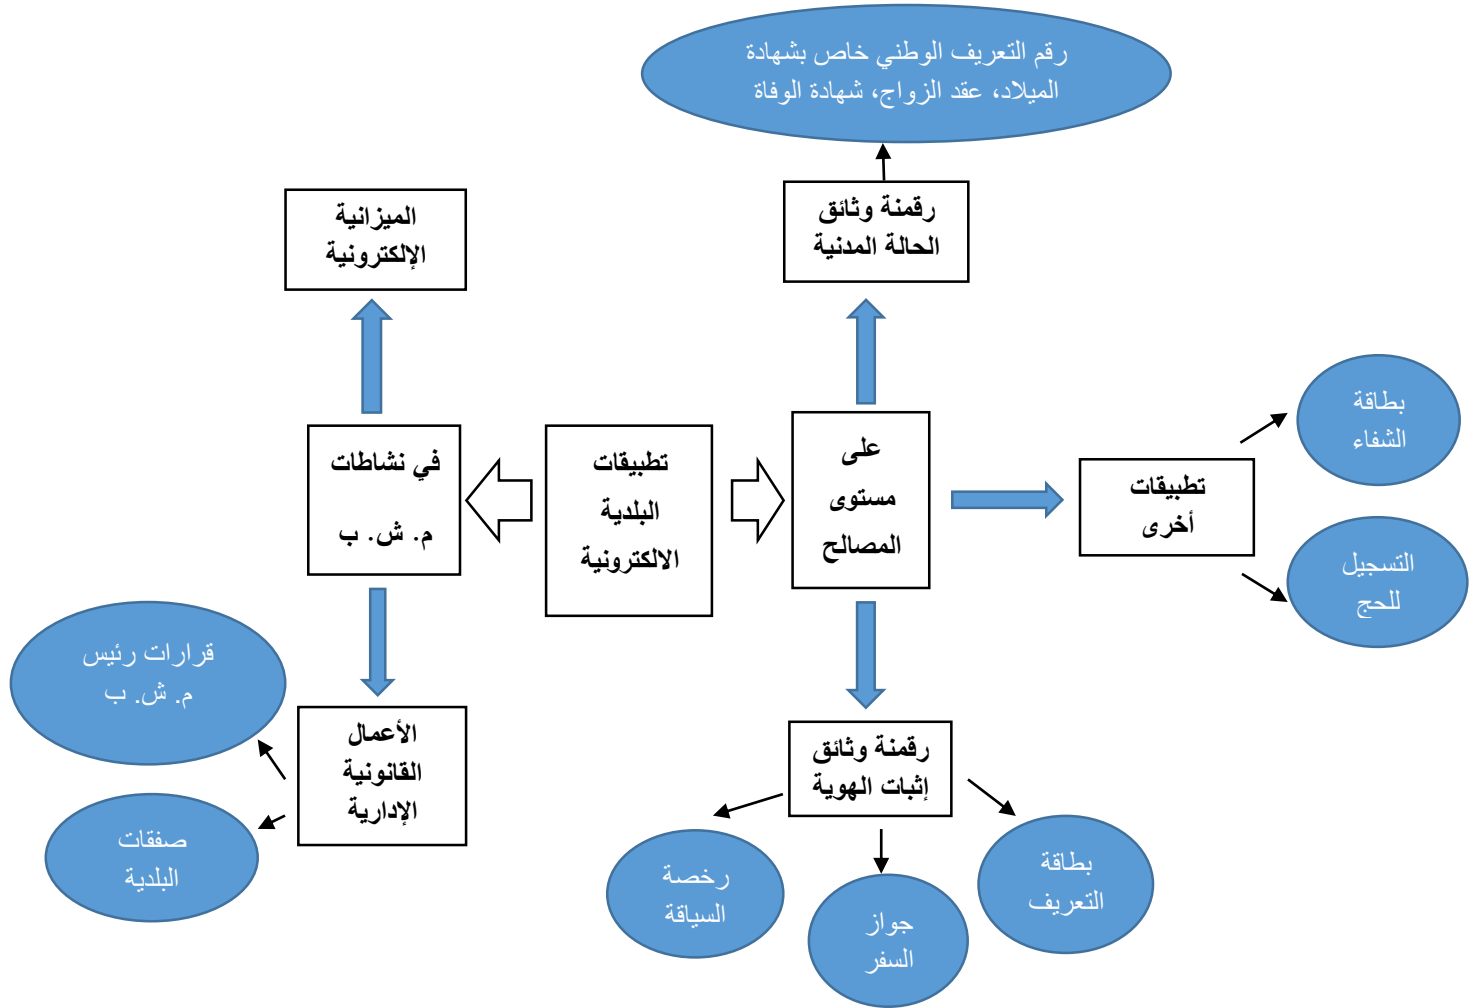 رقم التعريف الوطني خاص بشهادة
الميلاد، عقد الزواج، شهادة الوفاة
رقمنة وثائق
الحالة المدنية
الميزانية
الإلكترونية
بطاقة
الشفاء
على
مستوى
المصالح
تطبيقات
البلدية
الالكترونية
في نشاطات
م. ش. ب
تطبيقات
أخرى
التسجيل
للحج
قرارات رئيس
م. ش. ب
الأعمال
القانونية
الإدارية
رقمنة وثائق
إثبات الهوية
صفقات
البلدية
بطاقة
التعريف
جواز
السفر
رخصة
السياقة